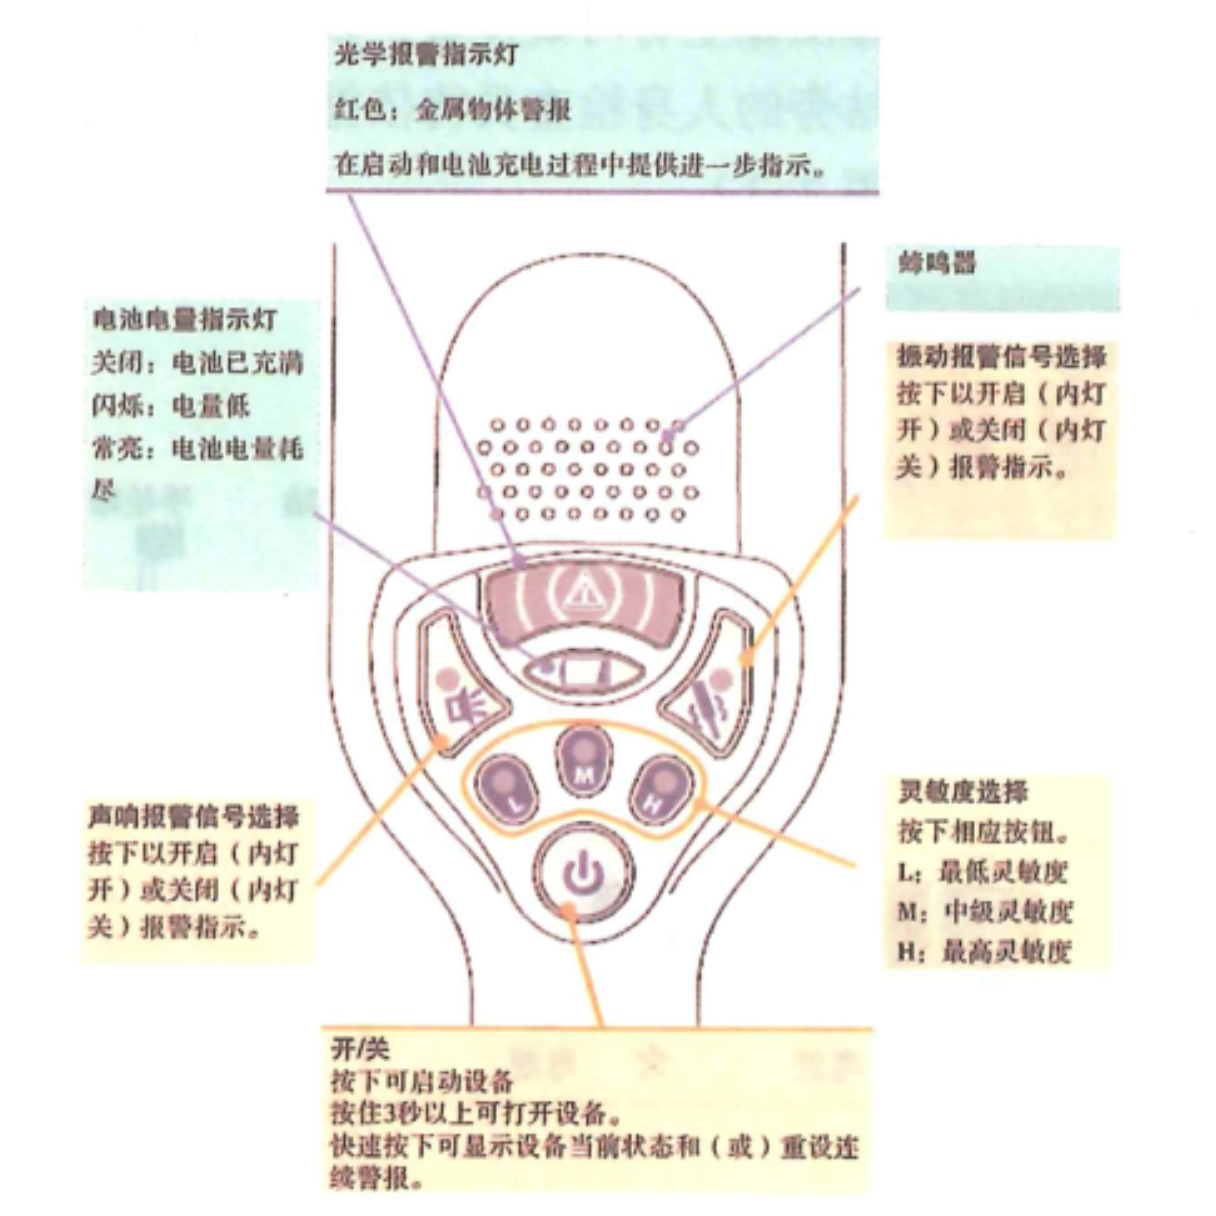 光学报警指示灯
红色：金属物体警报
在启动和电池充电过程中提供进一步指示。
蜂鸣器
电池电量指示灯
关闭：电池已充满
闪烁：电量低
常亮：电池电量耗
尽
振动报警信号选择
按下以开启（内灯
开）或关闭（内灯
关）报警指示。
L
M
H
声响报警信号选择
按下以开启（内灯
开）或关闭（内灯
关）报警指示。
灵敏度选择
按下相应按钮。
L：最低灵敏度
M：中级灵敏度
H：最高灵敏度
开/关
按下可启动设备
按住3秒以上可打开设备。
快速按下可显示设备当前状态和（或）重设连
续警报。